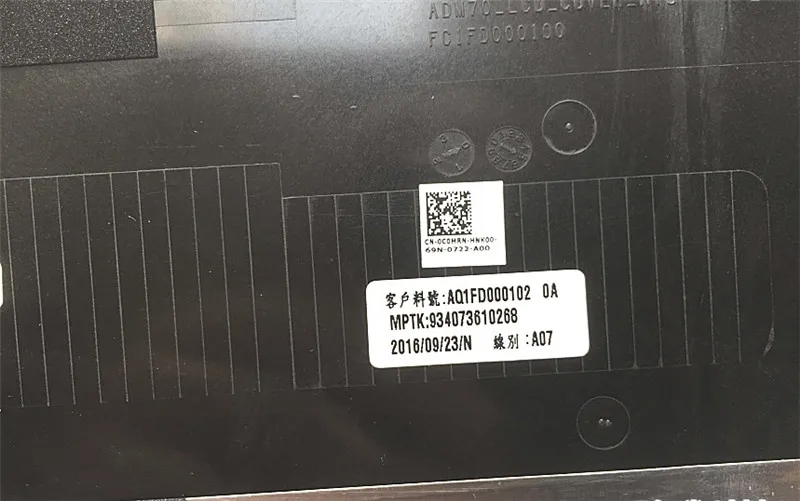 FC1FD000100
CN-0C0HRN-HNK00-
69N-0722-A00
客戶料號:AQ1FD000102 0A
MPTK:934073610268
2016/09/23/N 線別:A07